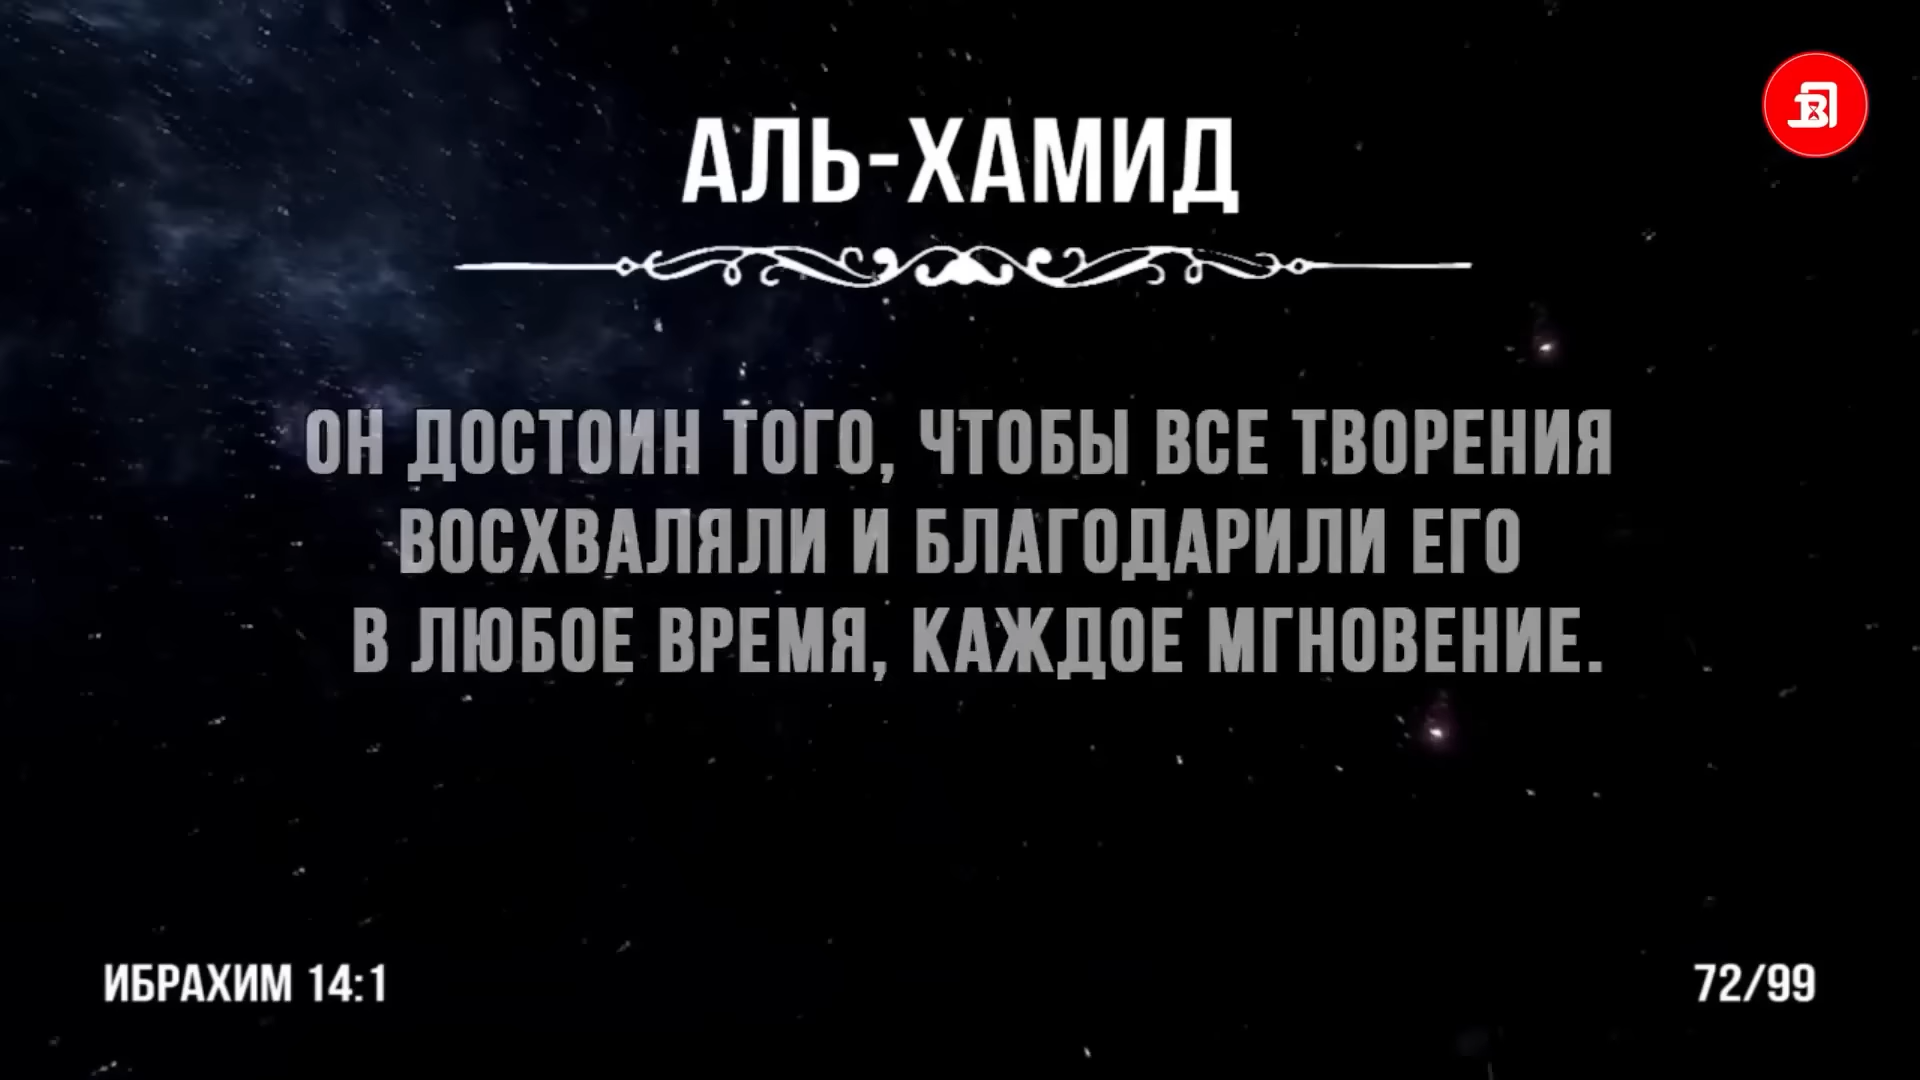 АЛЬ-ХАМИД
ОН ДОСТОИН ТОГО, ЧТОБЫ ВСЕ ТВОРЕНИЯ
ВОСХВАЛЯЛИ И БЛАГОДАРИЛИ ЕГО
В ЛЮБОЕ ВРЕМЯ, КАЖДОЕ МГНОВЕНИЕ.
ИБРАХИМ 14:1
72/99